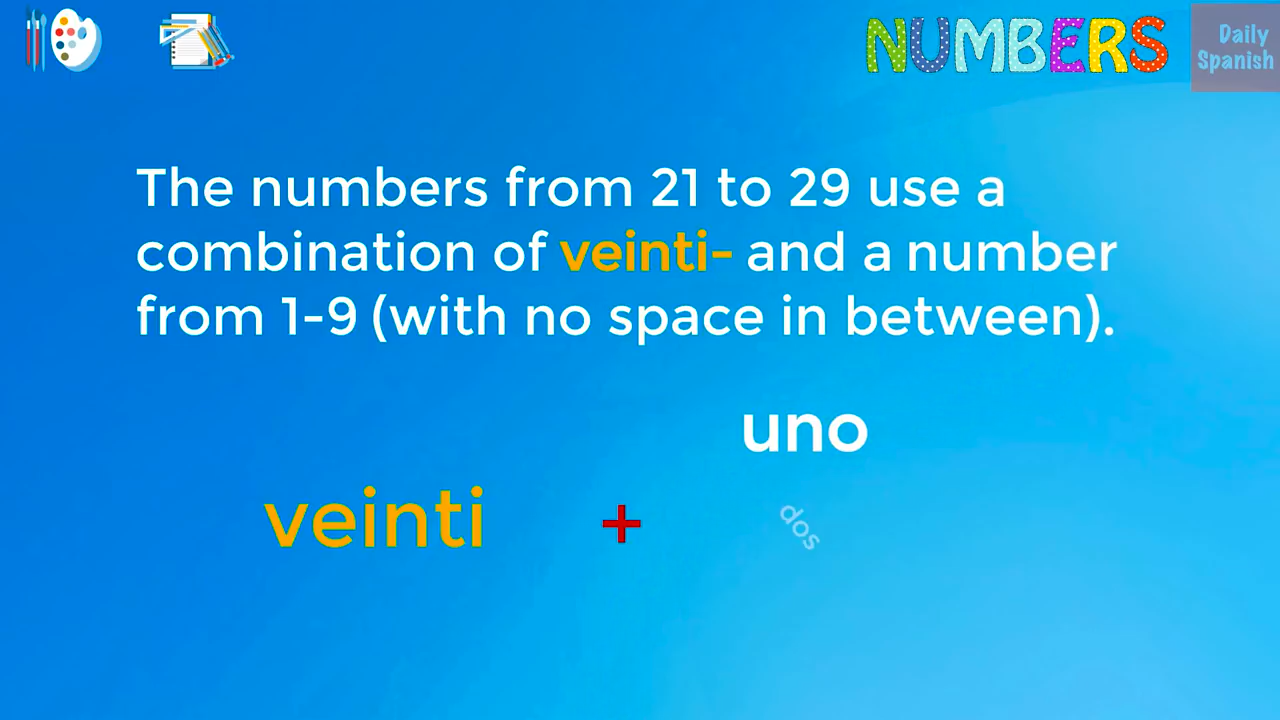 NUMBERS
Daily
Spanish
The numbers from 21 to 29 use a
combination of veinti- and a number
from 1-9 (with no space in between).
uno
veinti + dos